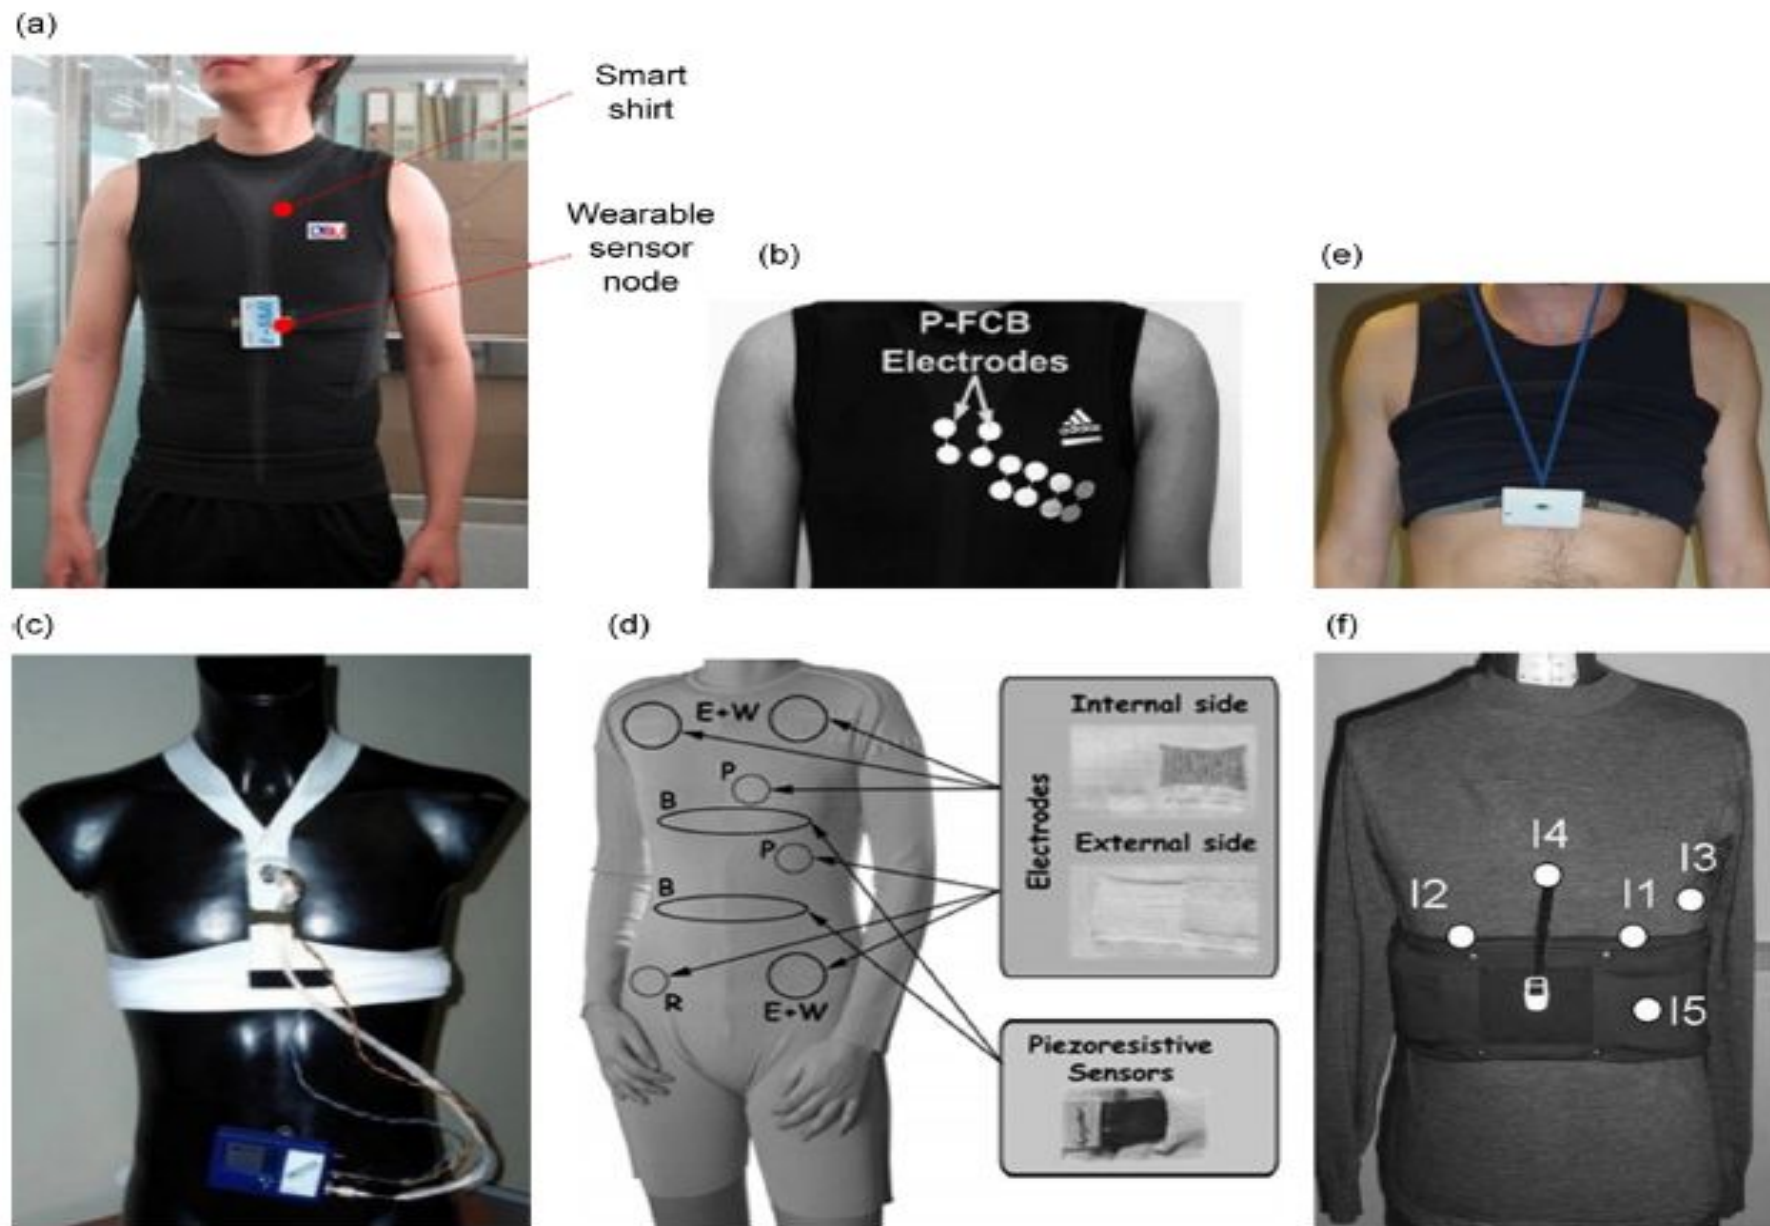 (a)
Smart
shirt
Wearable
sensor
node
(b)
P-FCB
Electrodes
adidas
(e)
(c)
(d)
E+W
P
B
P
B
R
E+W
Electrodes
Internal side
External side
Piezoresistive
Sensors
(f)
I4
I3
I2
I1
I5